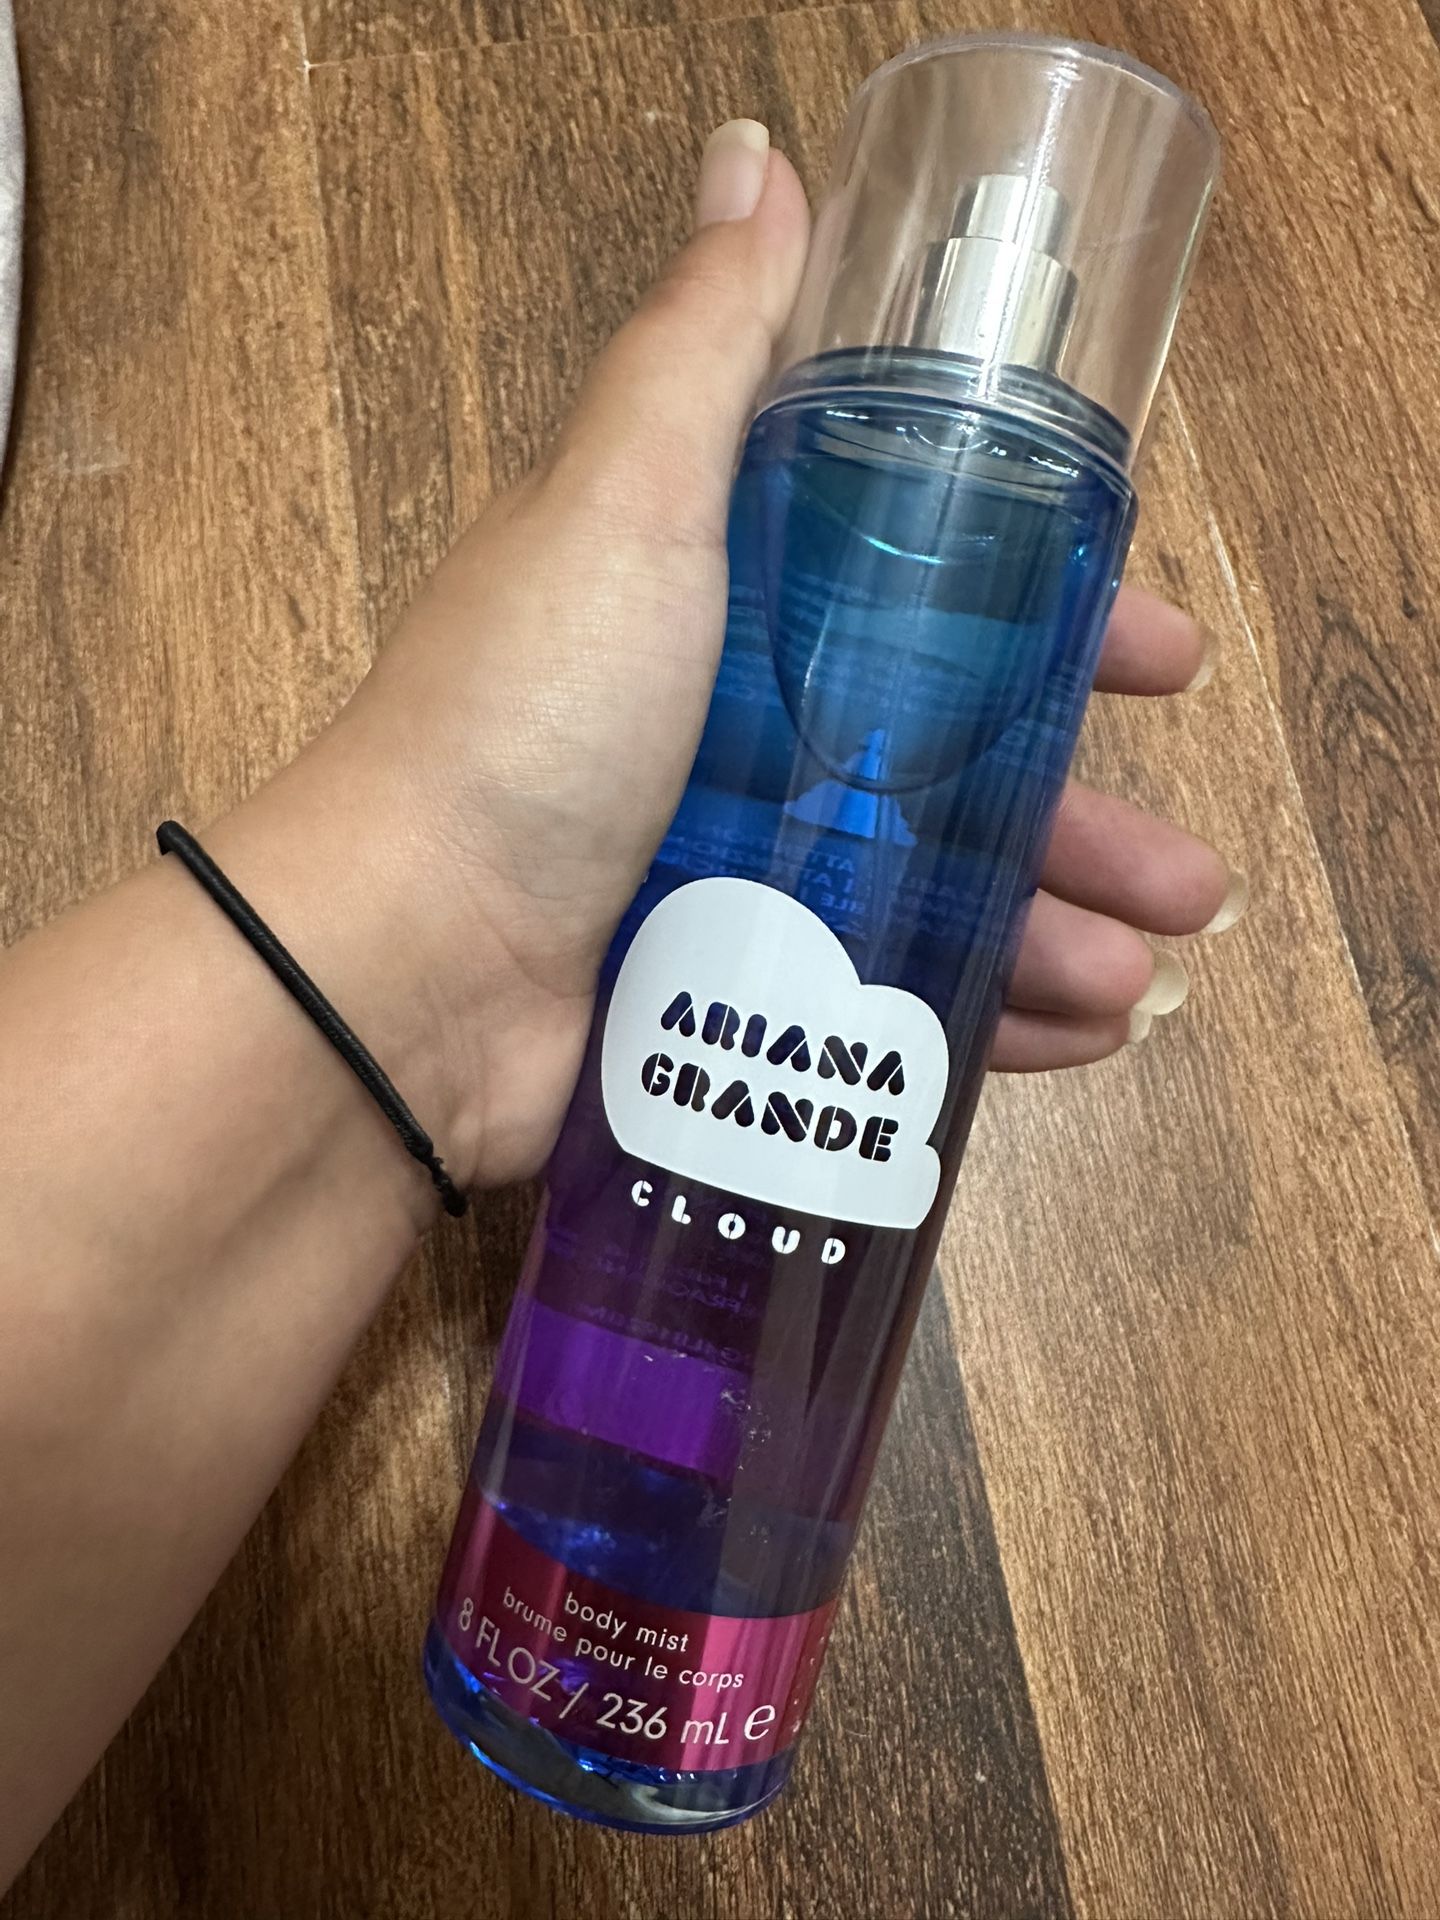 ARIANA
GRANDE
CLOUD
body mist
brume pour le corps
8 FL OZ / 236 mL ℮